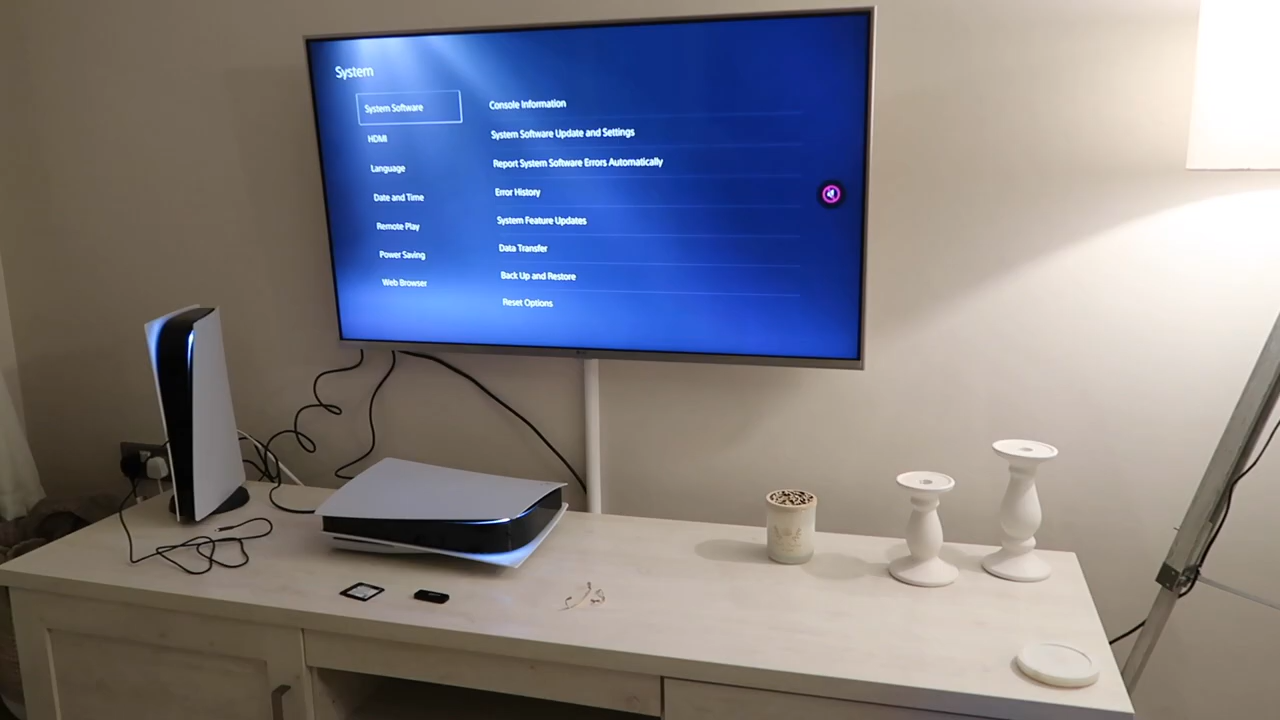 System
System Software
HDMI
Language
Date and Time
Remote Play
Power Saving
Web Browser
Console Information
System Software Update and Settings
Report System Software Errors Automatically
Error History
System Feature Updates
Data Transfer
Back Up and Restore
Reset Options